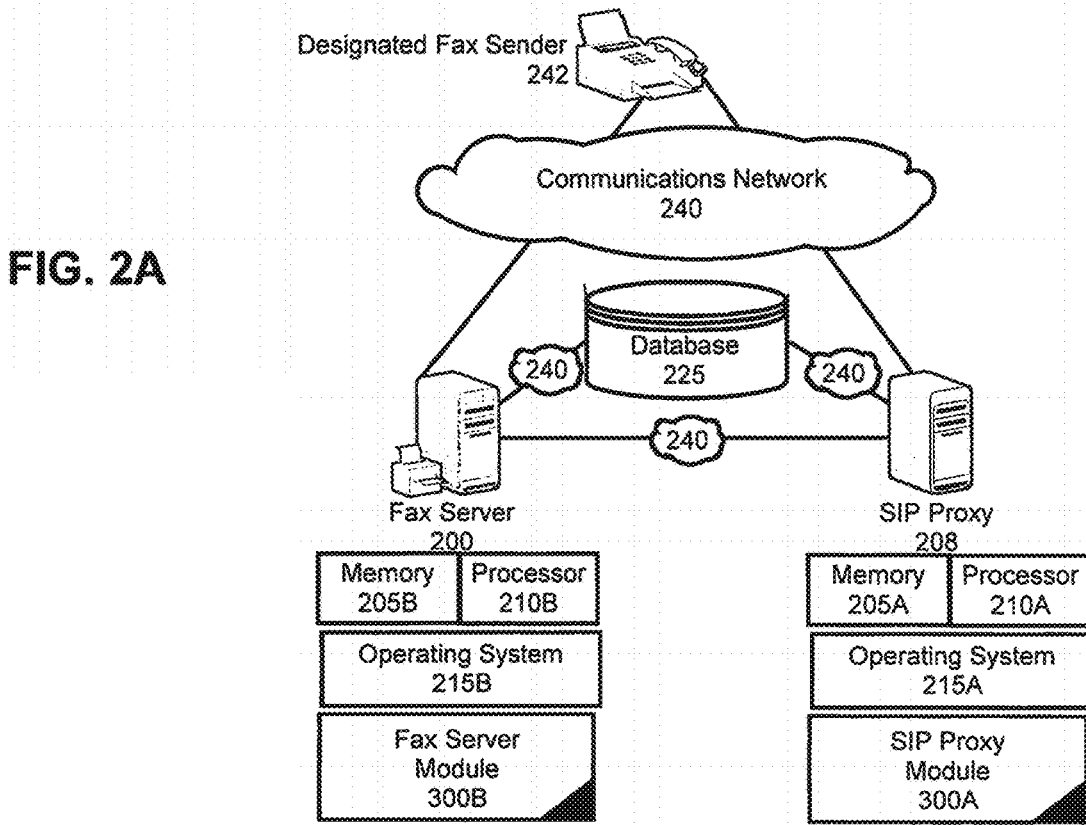 Designated Fax Sender
242
Communications Network
240
FIG. 2A
Database
225
240
240
240
Fax Server
200
SIP Proxy
208
Memory
205B
Processor
210B
Memory
205A
Processor
210A
Operating System
215B
Operating System
215A
Fax Server
Module
300B
SIP Proxy
Module
300A